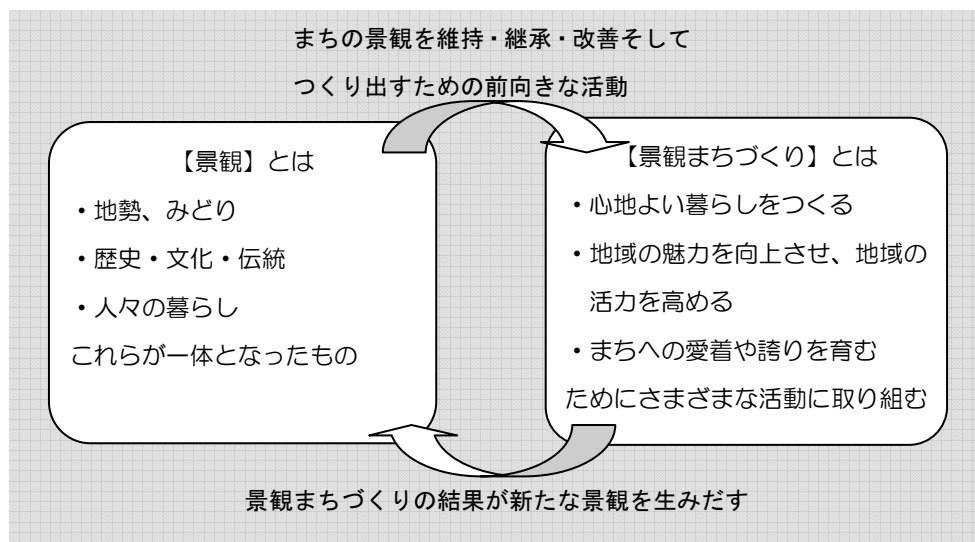 まちの景観を維持・継承・改善そして
つくり出すための前向きな活動
【景観】とは
・地勢、みどり
・歴史・文化・伝統
・人々の暮らし
これらが一体となったもの
【景観まちづくり】とは
・心地よい暮らしをつくる
・地域の魅力を向上させ、地域の
活力を高める
・まちへの愛着や誇りを育む
ためにさまざまな活動に取り組む
景観まちづくりの結果が新たな景観を生みだす